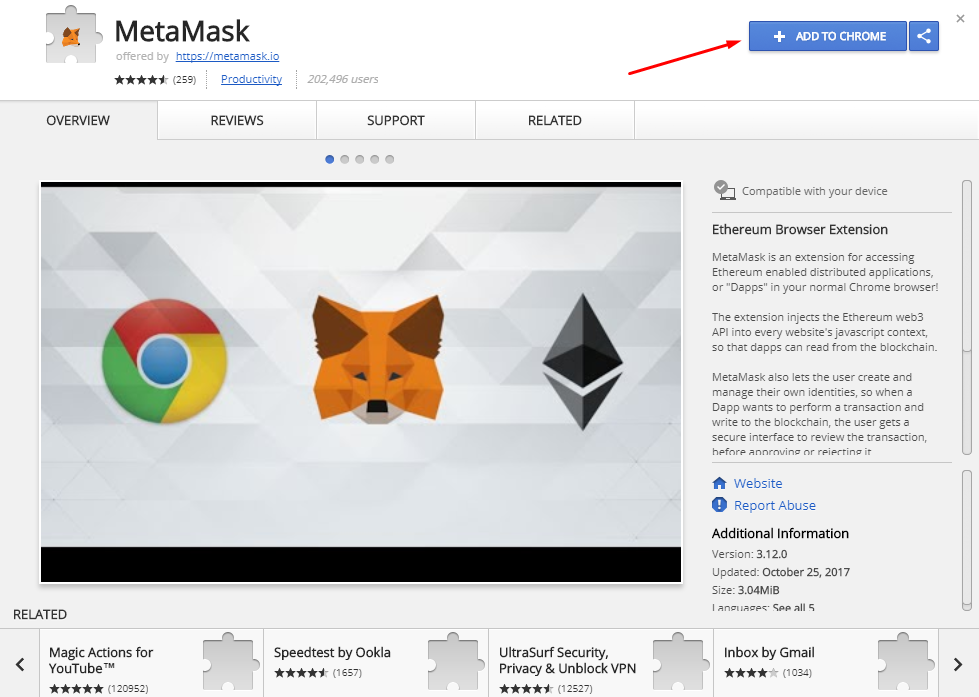 MetaMask
offered by https://metamask.io
(259) Productivity 202,496 users
ADD TO CHROME
OVERVIEW REVIEWS SUPPORT RELATED
Compatible with your device
Ethereum Browser Extension
MetaMask is an extension for accessing
Ethereum enabled distributed applications,
or "Dapps" in your normal Chrome browser!
The extension injects the Ethereum web3
API into every website's javascript context,
so that dapps can read from the blockchain.
MetaMask also lets the user create and
manage their own identities, so when a
Dapp wants to perform a transaction and
write to the blockchain, the user gets a
secure interface to review the transaction,
before approving or rejecting it
Website
Report Abuse
Additional Information
Version: 3.12.0
Updated: October 25, 2017
Size: 3.04MiB
Languages: See all 5
RELATED
Magic Actions for
YouTube™
(120952)
Speedtest by Ookla
(1657)
UltraSurf Security,
Privacy & Unblock VPN
(12527)
Inbox by Gmail
(1034)